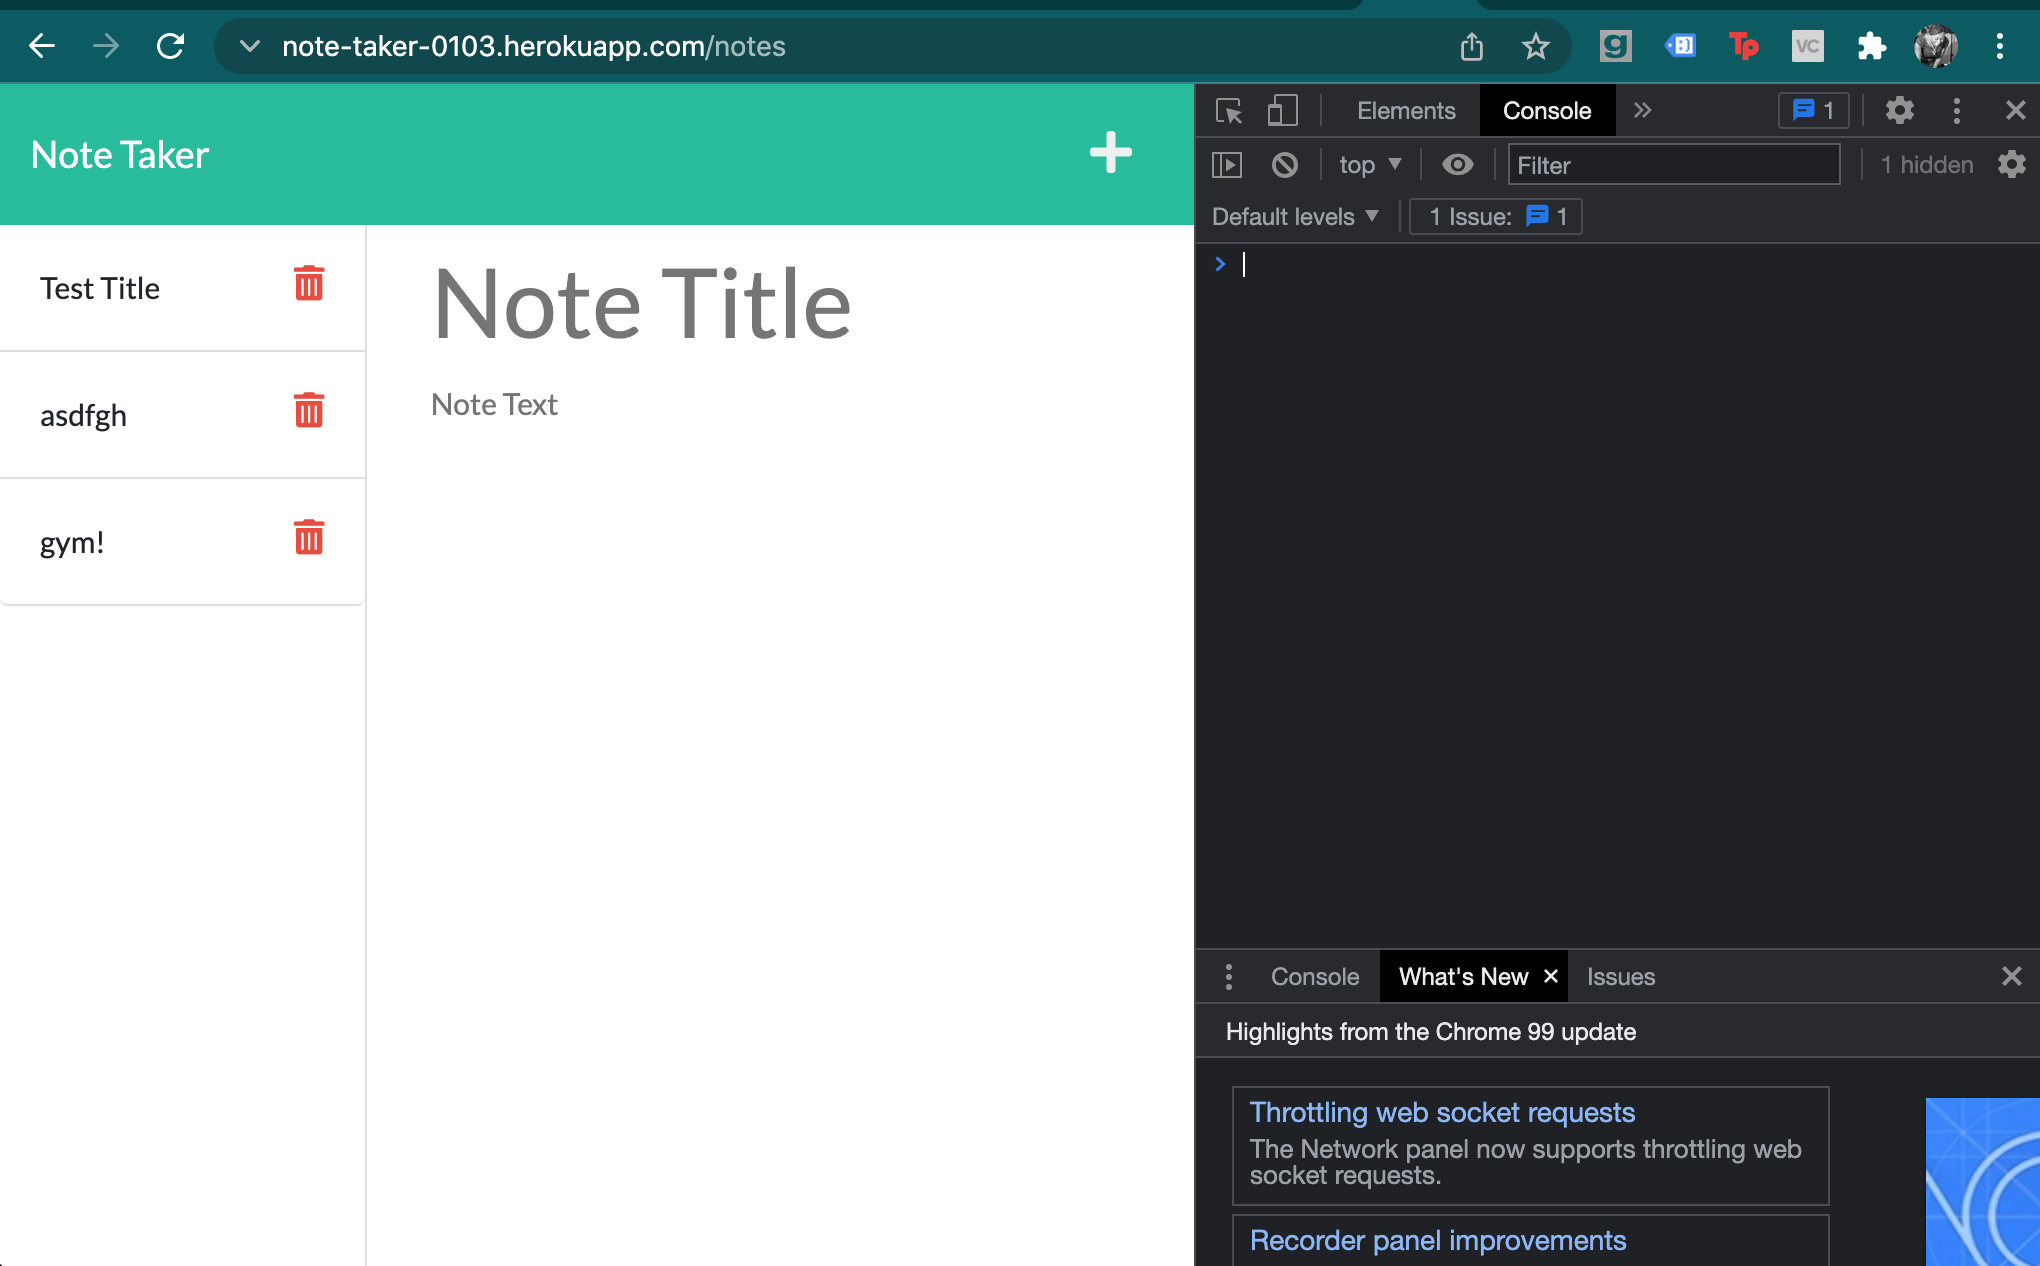 note-taker-0103.herokuapp.com/notes
g
:)
Tp
VC
Note Taker
Test Title
asdfgh
gym!
Note Title
Note Text
Elements
Console
1
top
Filter
1 hidden
Default levels
1 Issue:
1
Console
What's New
Issues
Highlights from the Chrome 99 update
Throttling web socket requests
The Network panel now supports throttling web
socket requests.
Recorder panel improvements